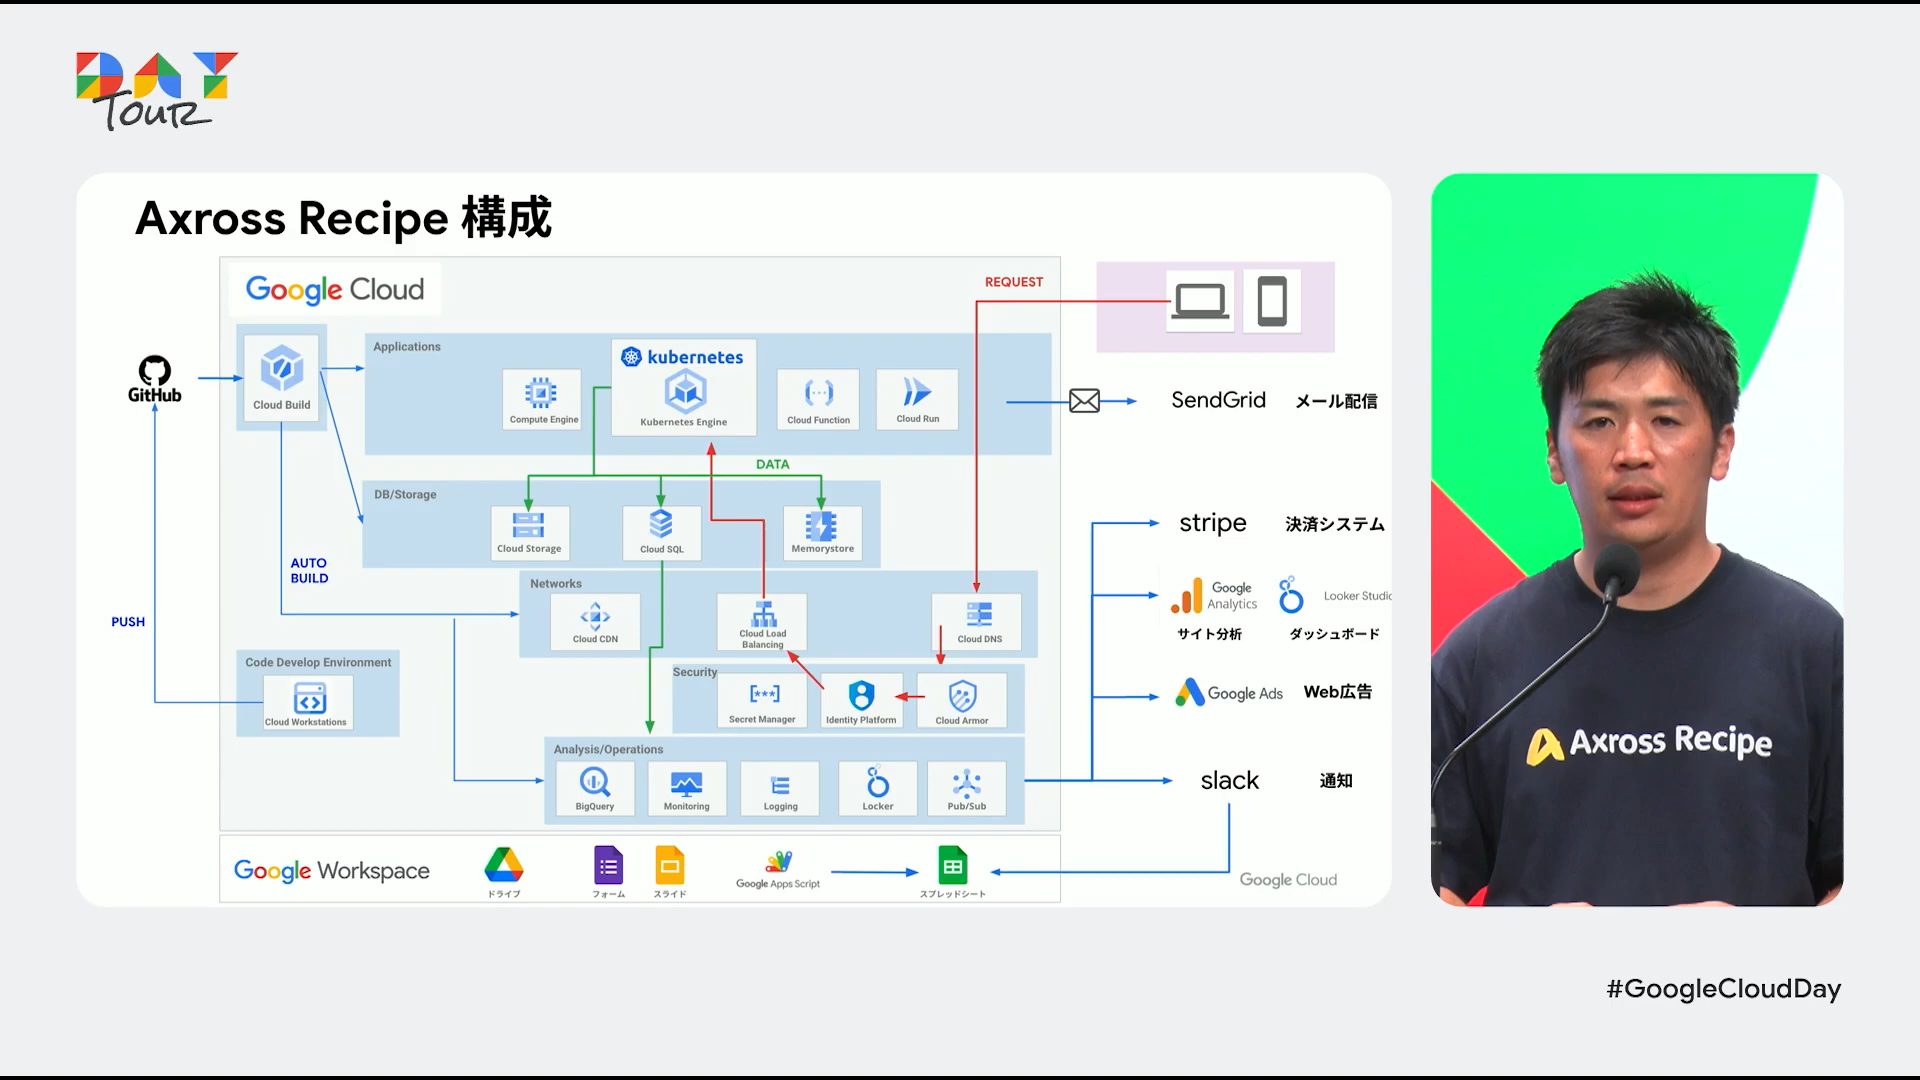 DAY
TOUR
Axross Recipe 構成
Google Cloud
REQUEST
Applications
kubernetes
GitHub
Cloud Build
Compute Engine
Kubernetes Engine
Cloud Function
Cloud Run
SendGrid メール配信
DATA
DB/Storage
Cloud Storage
Cloud SQL
Memorystore
stripe 決済システム
AUTO
BUILD
Networks
Cloud CDN
Cloud Load
Balancing
Cloud DNS
Google
Analytics
Looker Studio
サイト分析
ダッシュボード
PUSH
Code Develop Environment
Cloud Workstations
Security
Secret Manager
Identity Platform
Cloud Armor
Google Ads Web広告
Analysis/Operations
BigQuery
Monitoring
Logging
Locker
Pub/Sub
slack 通知
Google Workspace
ドライブ
フォーム
スライド
Google Apps Script
スプレッドシート
Google Cloud
Axross Recipe
#GoogleCloudDay